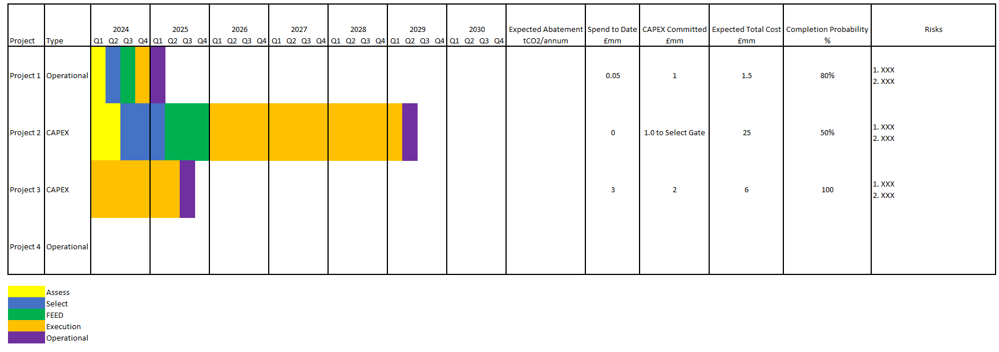 2024 2025 2026 2027 2028 2029 2030 Expected Abatement Spend to Date CAPEX Committed Expected Total Cost Completion Probability Risks
Project Type Q1 Q2 Q3 Q4 Q1 Q2 Q3 Q4 Q1 Q2 Q3 Q4 Q1 Q2 Q3 Q4 Q1 Q2 Q3 Q4 Q1 Q2 Q3 Q4 Q1 Q2 Q3 Q4 tCO2/annum £mm £mm £mm %
Project 1 Operational 0.05 1 1.5 80%
1. XXX
2. XXX
Project 2 CAPEX 0 1.0 to Select Gate 25 50%
1. XXX
2. XXX
Project 3 CAPEX 3 2 6 100
1. XXX
2. XXX
Project 4 Operational
Assess
Select
FEED
Execution
Operational